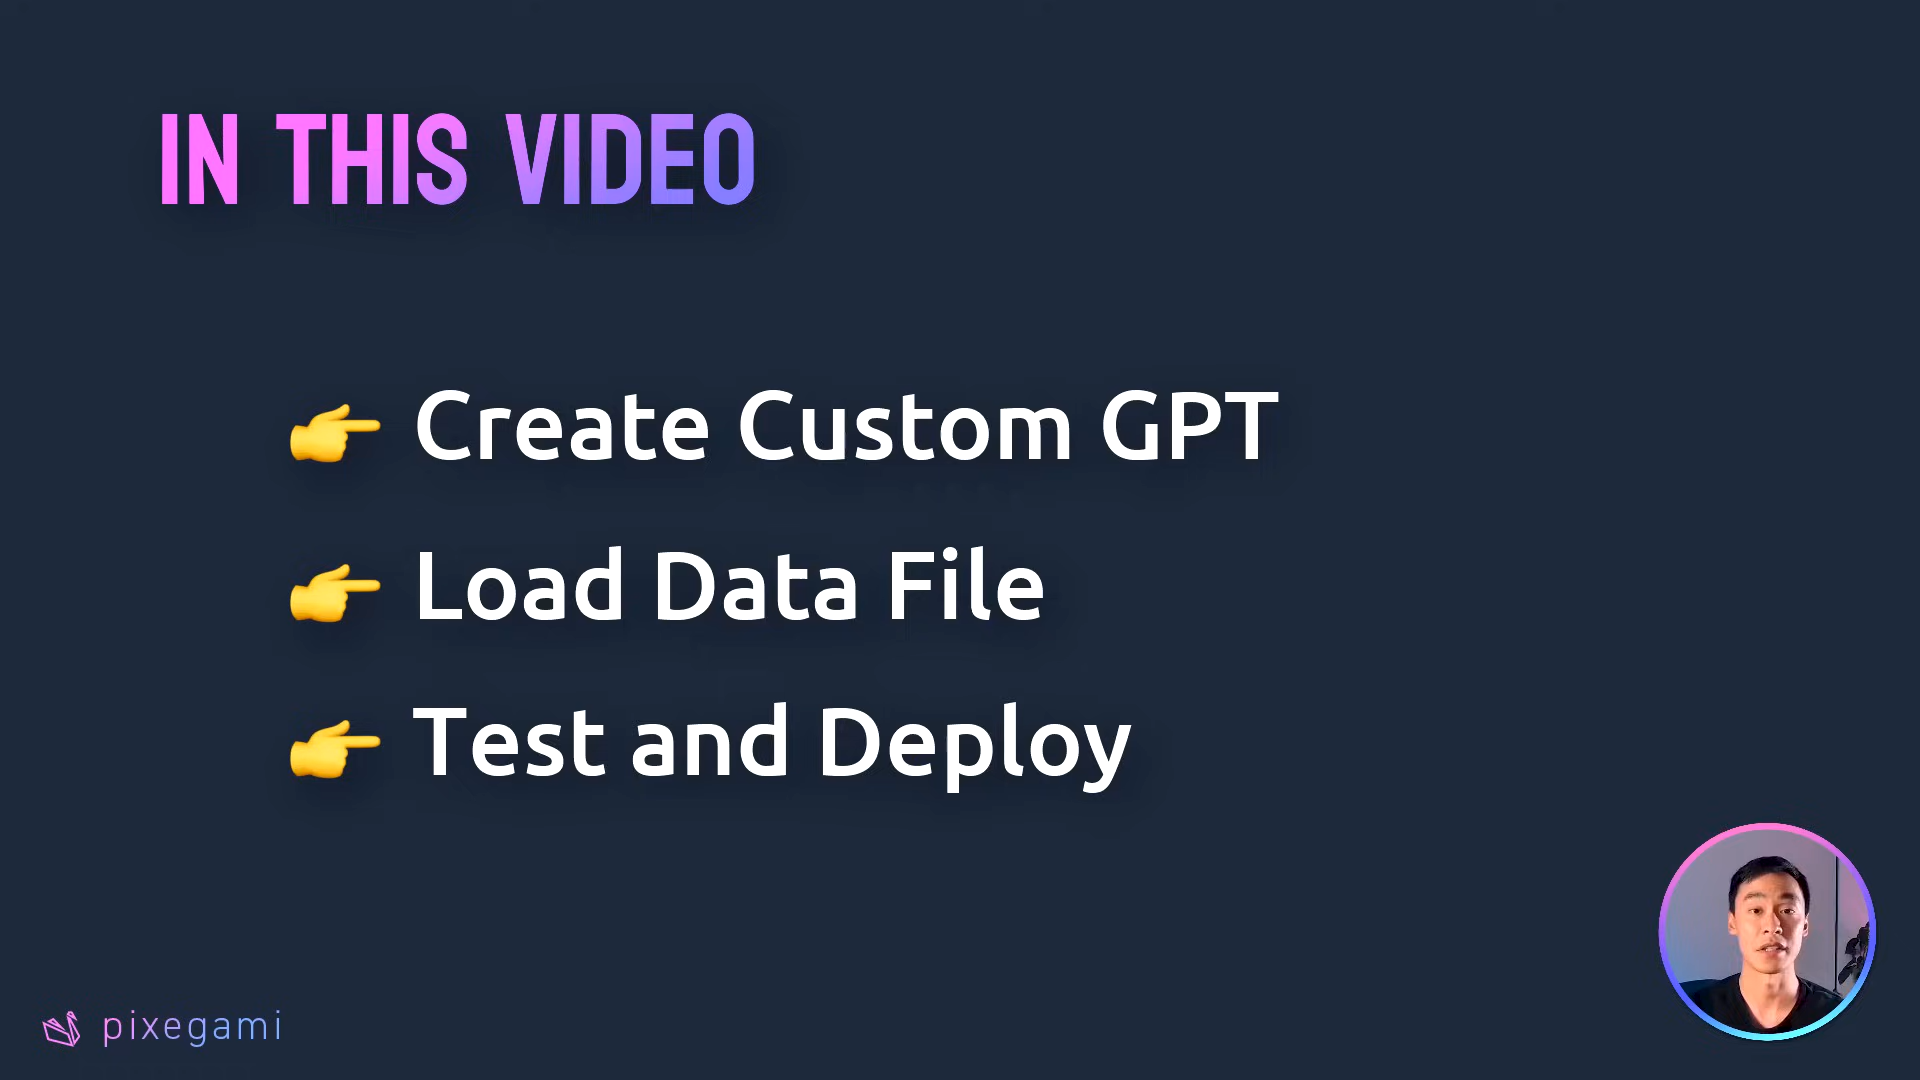 IN THIS VIDEO
👉 Create Custom GPT
👉 Load Data File
👉 Test and Deploy
pixegami